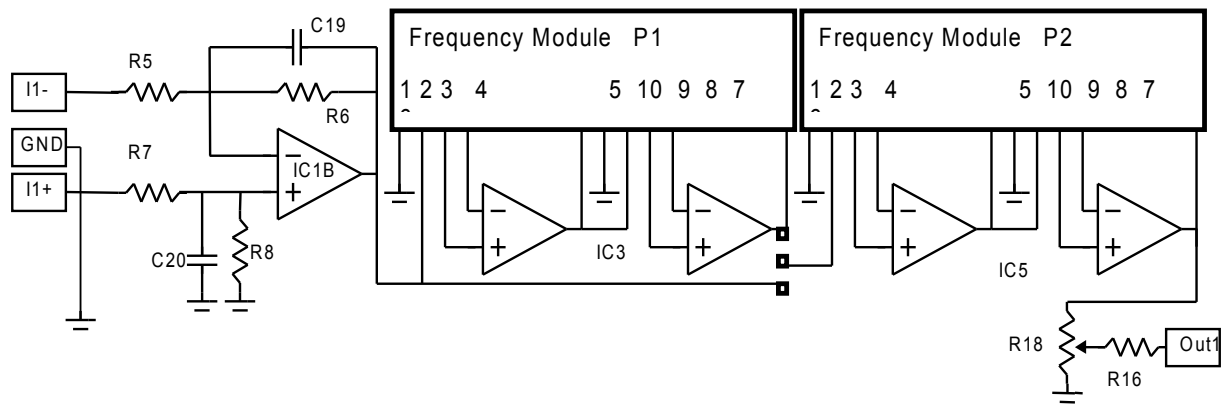 C19
Frequency Module P1
Frequency Module P2
R5
I1-
1 2 3 4 5 10 9 8 7
1 2 3 4 5 10 9 8 7
R6
GND
R7
IC1B
I1+
C20
R8
IC3
IC5
R18
Out1
R16